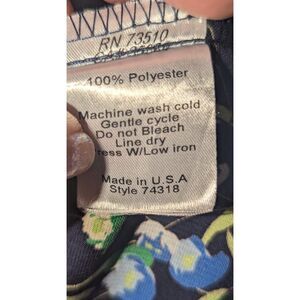 RN 73510
100% Polyester
Machine wash cold
Gentle cycle
Do not Bleach
Line dry
ress W/Low iron
Made in U.S.A
Style 74318